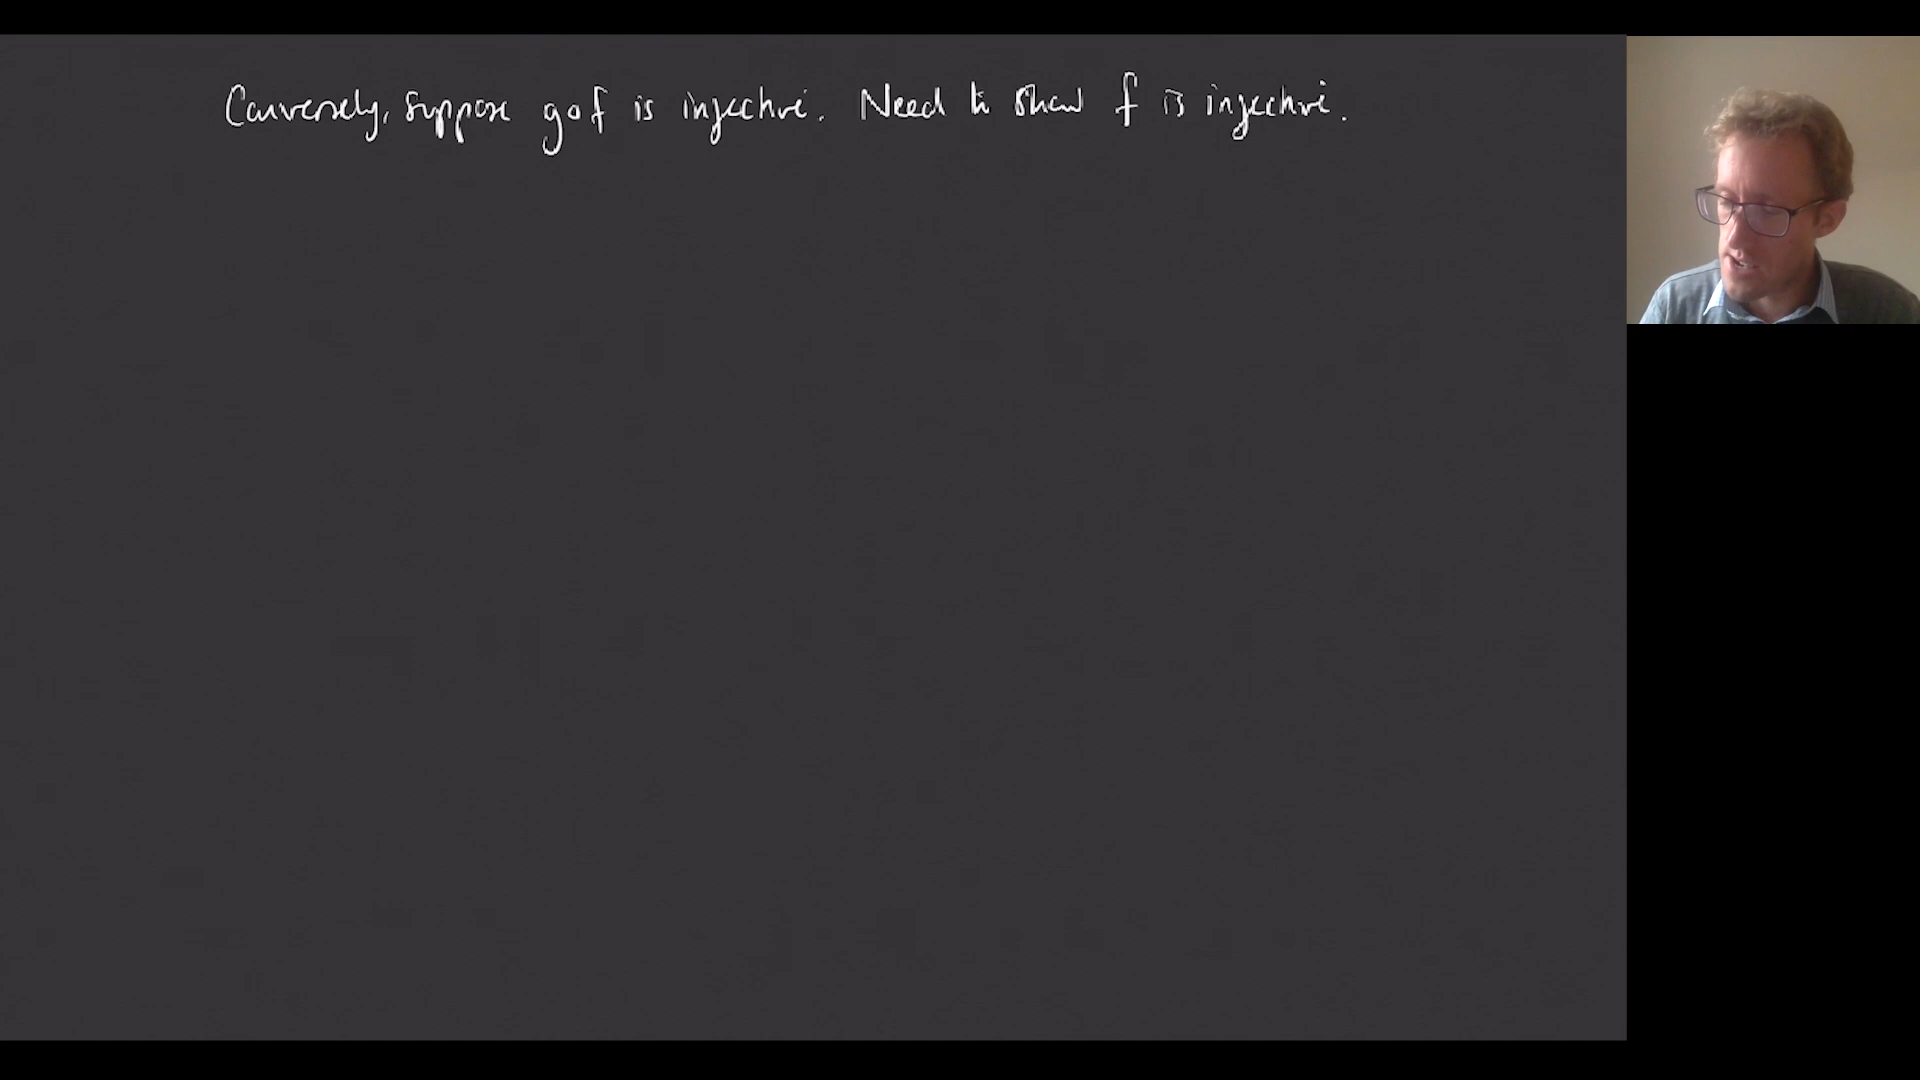 Conversely, suppose g∘f is injective. Need to show f is injective.